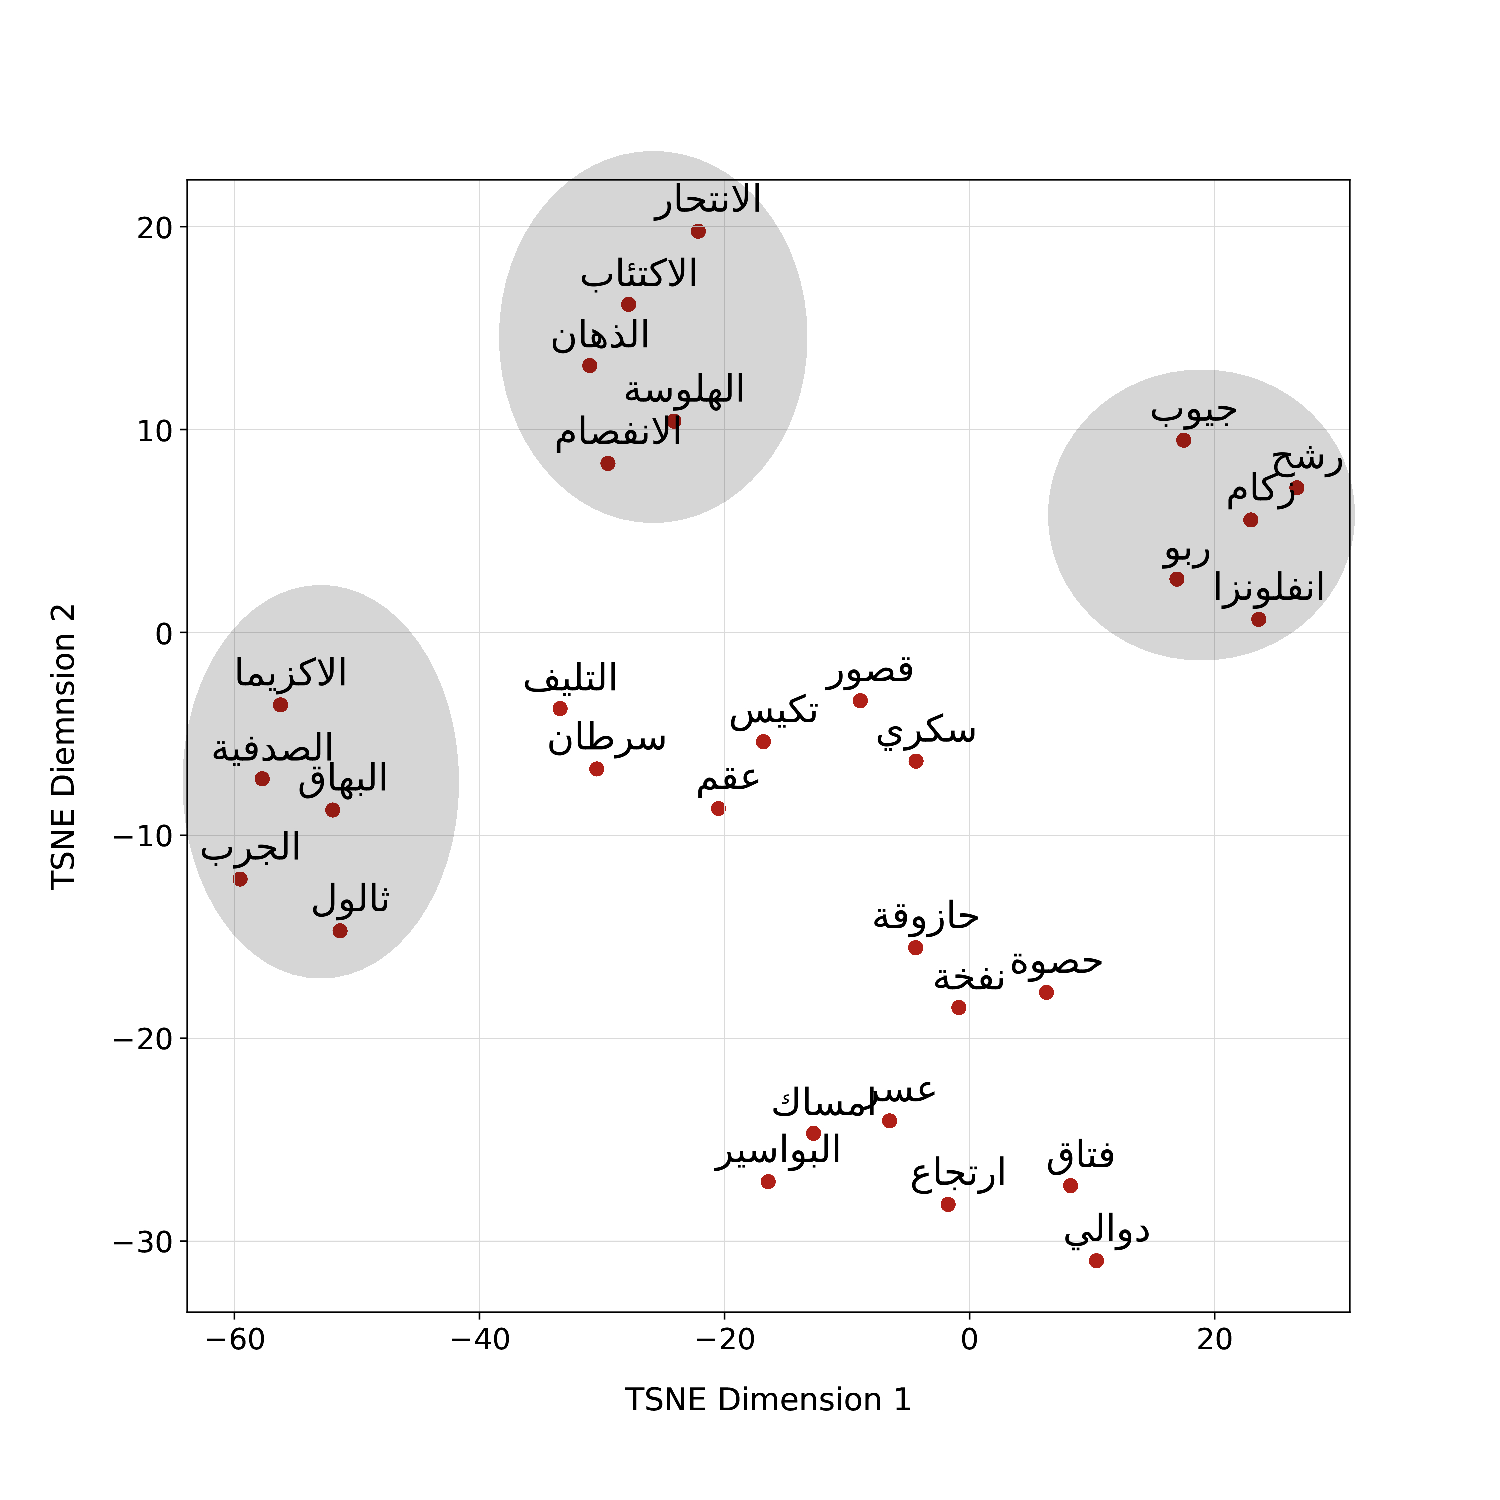 الانتحار
20
الاكتئاب
الذهان
الهلوسة
جيوب
10
الانفصام
رشح
زكام
ربو
انفلونزا
0
قصور
الاكزيما
التليف
تكيس
سكري
سرطان
الصدفية
عقم
البهاق
−10
الجرب
ثالول
حازوقة
حصوة
نفخة
−20
عسر
امساك
البواسير
فتاق
ارتجاع
دوالي
−30
−60 −40 −20 0 20
TSNE Dimension 1
TSNE Diemnsion 2